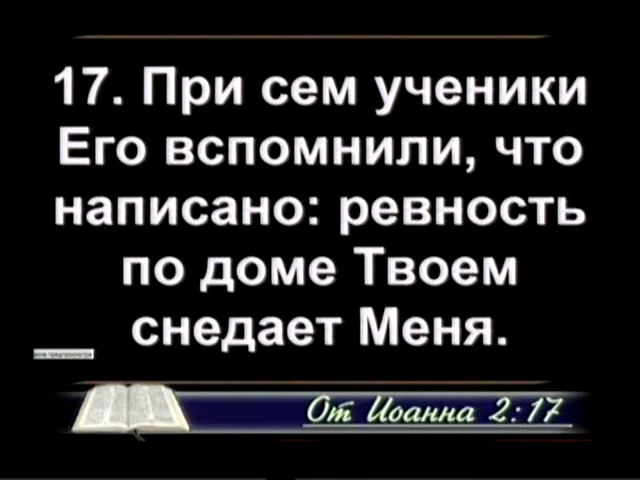 17. При сем ученики
Его вспомнили, что
написано: ревность
по доме Твоем
снедает Меня.
От Иоанна 2:17